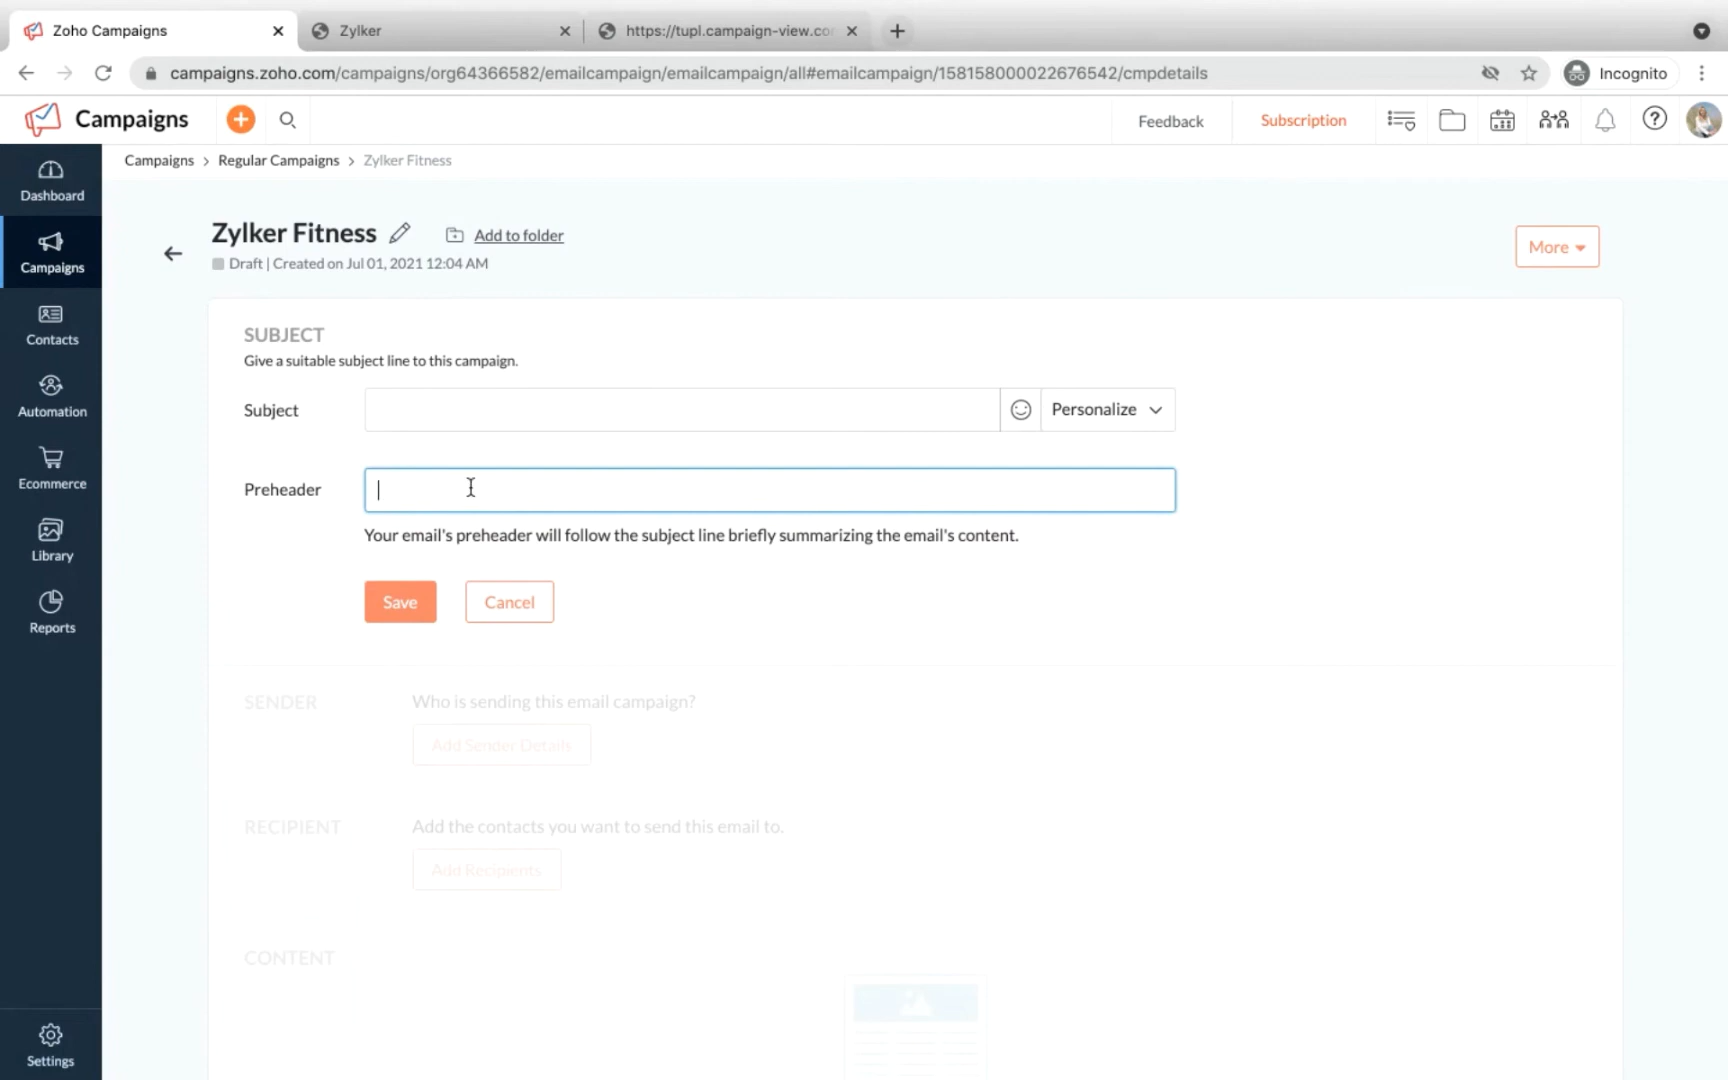 Zoho Campaigns
Zylker
https://tupl.campaign-view.co
campaigns.zoho.com/campaigns/org64366582/emailcampaign/emailcampaign/all#emailcampaign/158158000022676542/cmpdetails
Incognito
Campaigns
Feedback
Subscription
Campaigns > Regular Campaigns > Zylker Fitness
Dashboard
Campaigns
Contacts
Automation
Ecommerce
Library
Reports
Settings
Zylker Fitness
Add to folder
Draft | Created on Jul 01, 2021 12:04 AM
More
SUBJECT
Give a suitable subject line to this campaign.
Subject
Personalize
Preheader
Your email's preheader will follow the subject line briefly summarizing the email's content.
Save
Cancel
SENDER
Who is sending this email campaign?
Add Sender Details
RECIPIENT
Add the contacts you want to send this email to.
Add Recipients
CONTENT